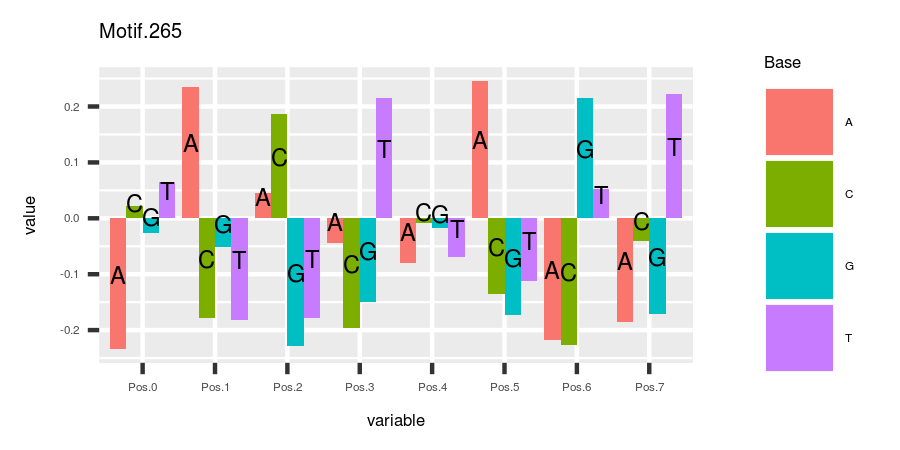 Motif.265
value
0.2
0.1
0.0
-0.1
-0.2
A C G T A C G T A C G T A C G T A C G T A C G T A C G T A C G T
Pos.0 Pos.1 Pos.2 Pos.3 Pos.4 Pos.5 Pos.6 Pos.7
variable
Base
A
C
G
T